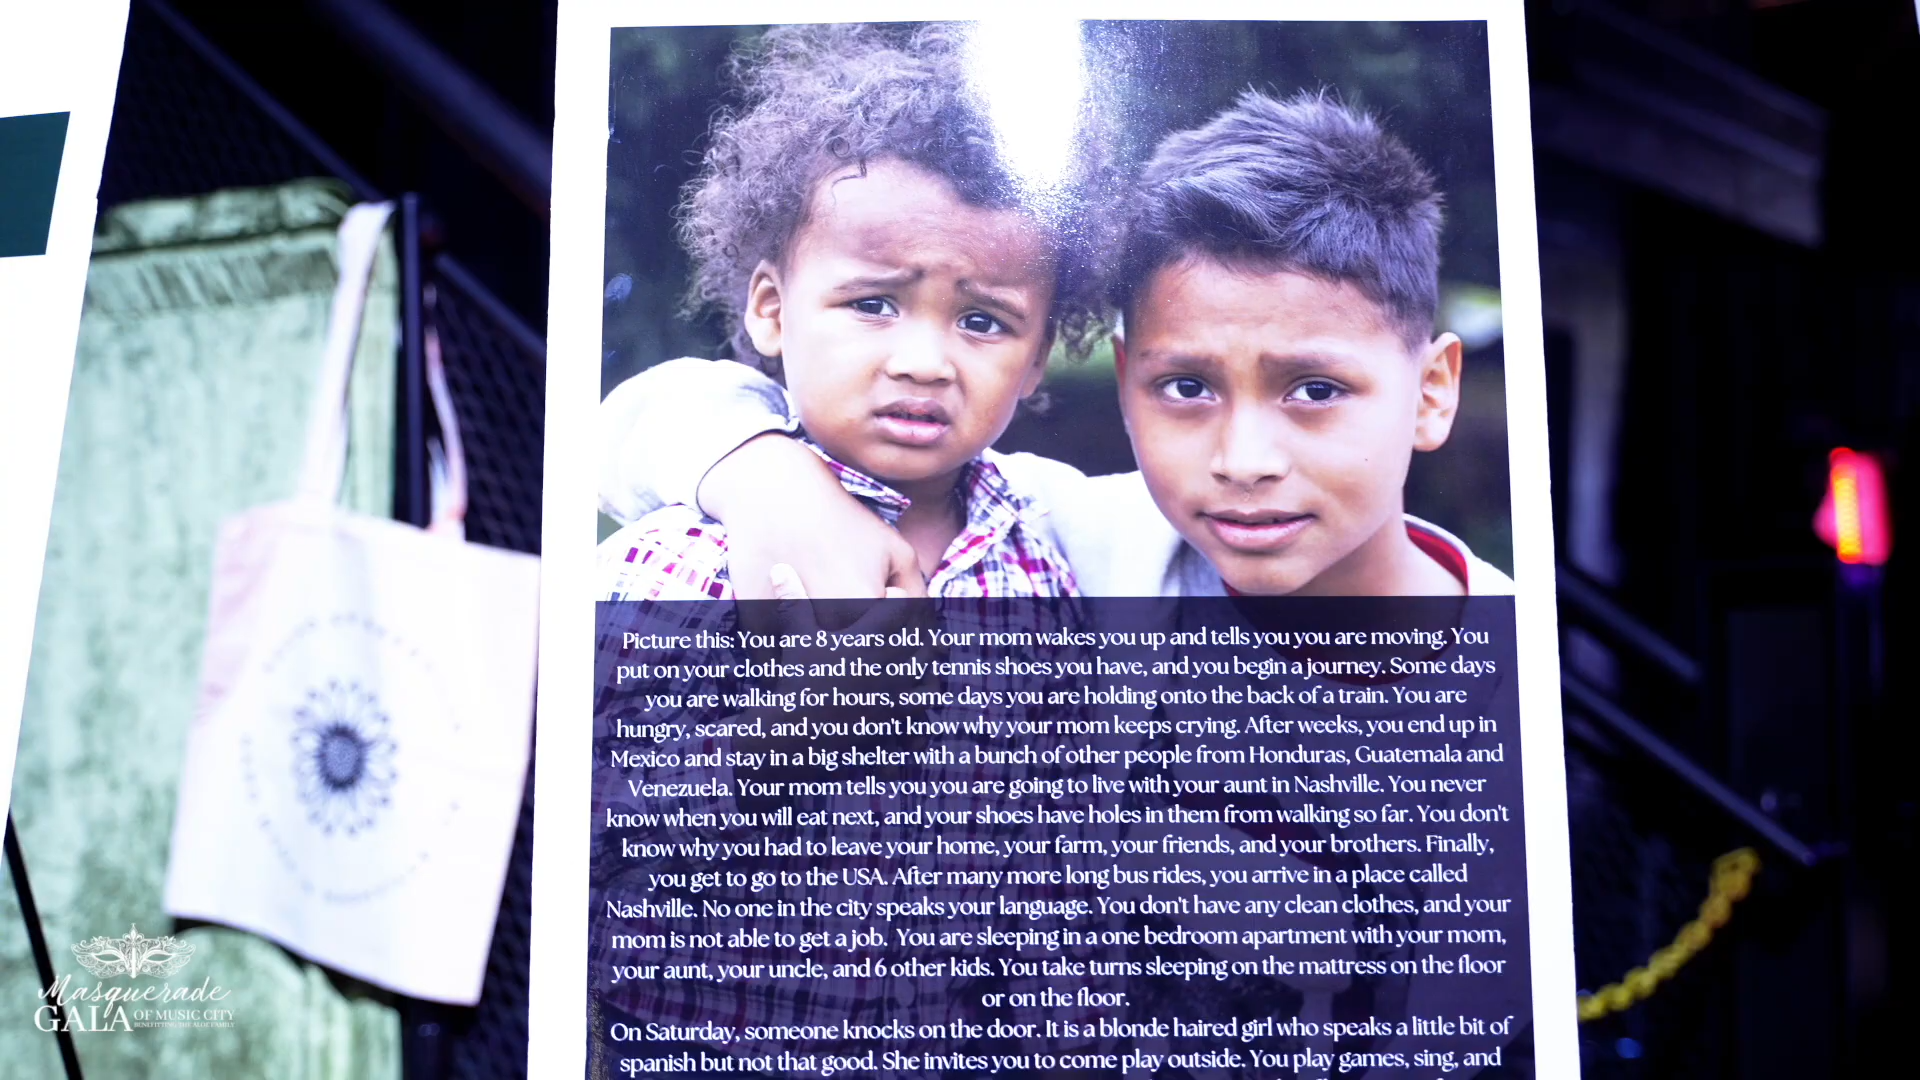 Picture this: You are 8 years old. Your mom wakes you up and tells you you are moving. You
put on your clothes and the only tennis shoes you have, and you begin a journey. Some days
you are walking for hours, some days you are holding onto the back of a train. You are
hungry, scared, and you don't know why your mom keeps crying. After weeks, you end up in
Mexico and stay in a big shelter with a bunch of other people from Honduras, Guatemala and
Venezuela. Your mom tells you you are going to live with your aunt in Nashville. You never
know when you will eat next, and your shoes have holes in them from walking so far. You don't
know why you had to leave your home, your farm, your friends, and your brothers. Finally,
you get to go to the USA. After many more long bus rides, you arrive in a place called
Nashville. No one in the city speaks your language. You don't have any clean clothes, and your
mom is not able to get a job. You are sleeping in a one bedroom apartment with your mom,
your aunt, your uncle, and 6 other kids. You take turns sleeping on the mattress on the floor
or on the floor.
On Saturday, someone knocks on the door. It is a blonde haired girl who speaks a little bit of
spanish but not that good. She invites you to come play outside. You play games, sing, and
Masquerade
GALA OF MUSIC CITY
BENEFITTING THE ALOE FAMILY